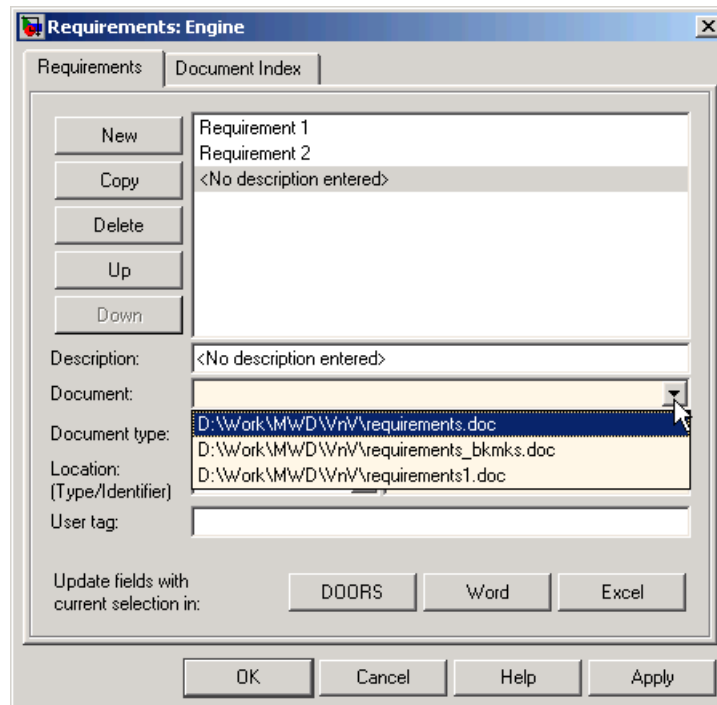 Requirements: Engine
Requirements
Document Index
New
Copy
Delete
Up
Down
Requirement 1
Requirement 2
<No description entered>
Description:
<No description entered>
Document:
D:\Work\MWD\VnV\requirements.doc
D:\Work\MWD\VnV\requirements_bkmks.doc
D:\Work\MWD\VnV\requirements1.doc
Document type:
Location:
(Type/Identifier)
User tag:
Update fields with
current selection in:
DOORS
Word
Excel
OK
Cancel
Help
Apply